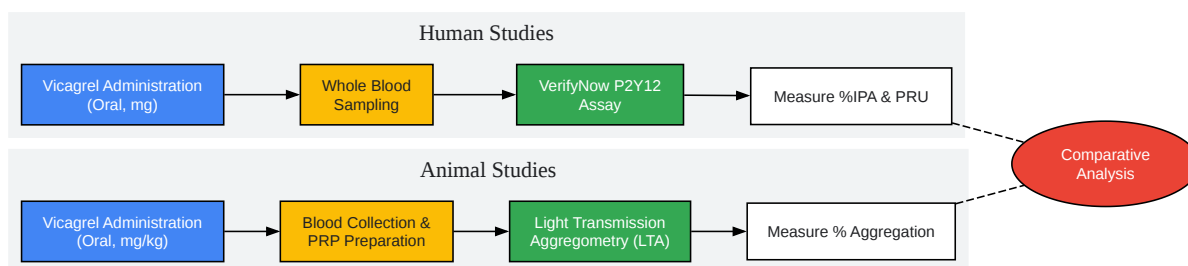 Human Studies
Vicagrel Administration
(Oral, mg)
Whole Blood
Sampling
VerifyNow P2Y12
Assay
Measure %IPA & PRU
Comparative
Analysis
Animal Studies
Vicagrel Administration
(Oral, mg/kg)
Blood Collection &
PRP Preparation
Light Transmission
Aggregometry (LTA)
Measure % Aggregation